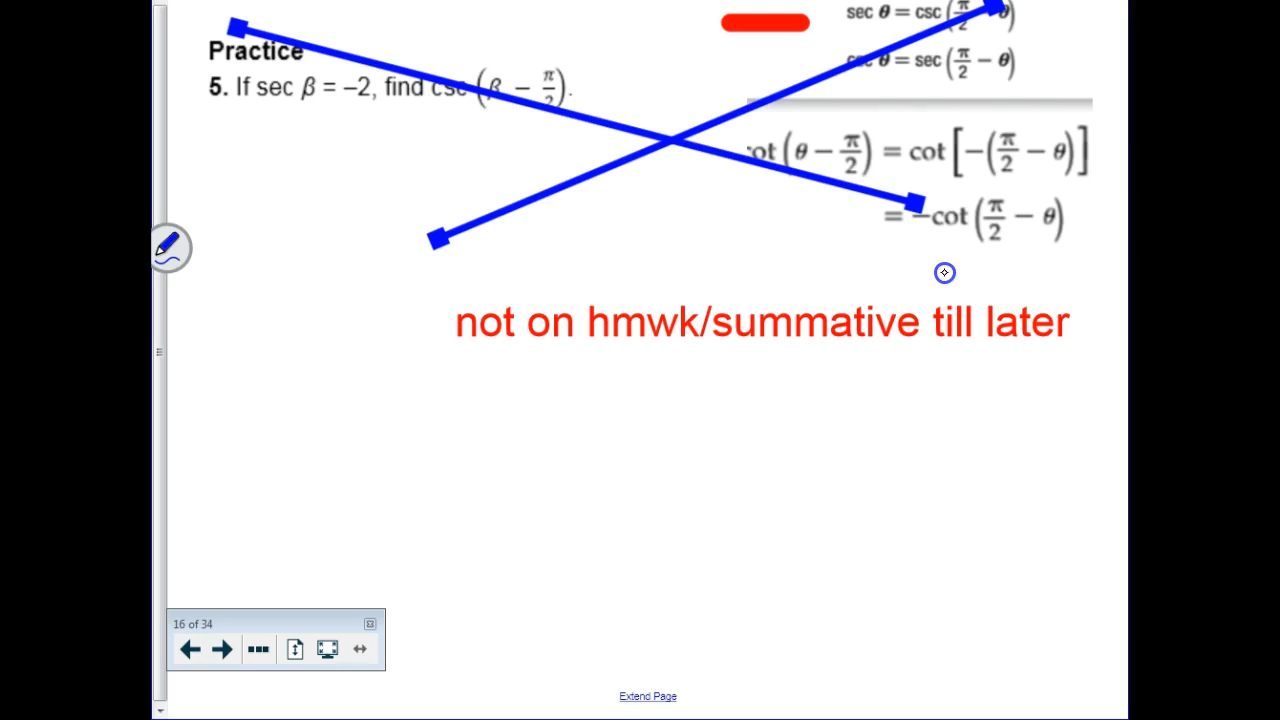 sec θ = csc (π/2 − θ)
Practice
5. If sec β = –2, find csc (β − π/2).
csc θ = sec (π/2 − θ)
cot (θ − π/2) = cot [−(π/2 − θ)]
= −cot (π/2 − θ)
not on hmwk/summative till later
16 of 34
Extend Page